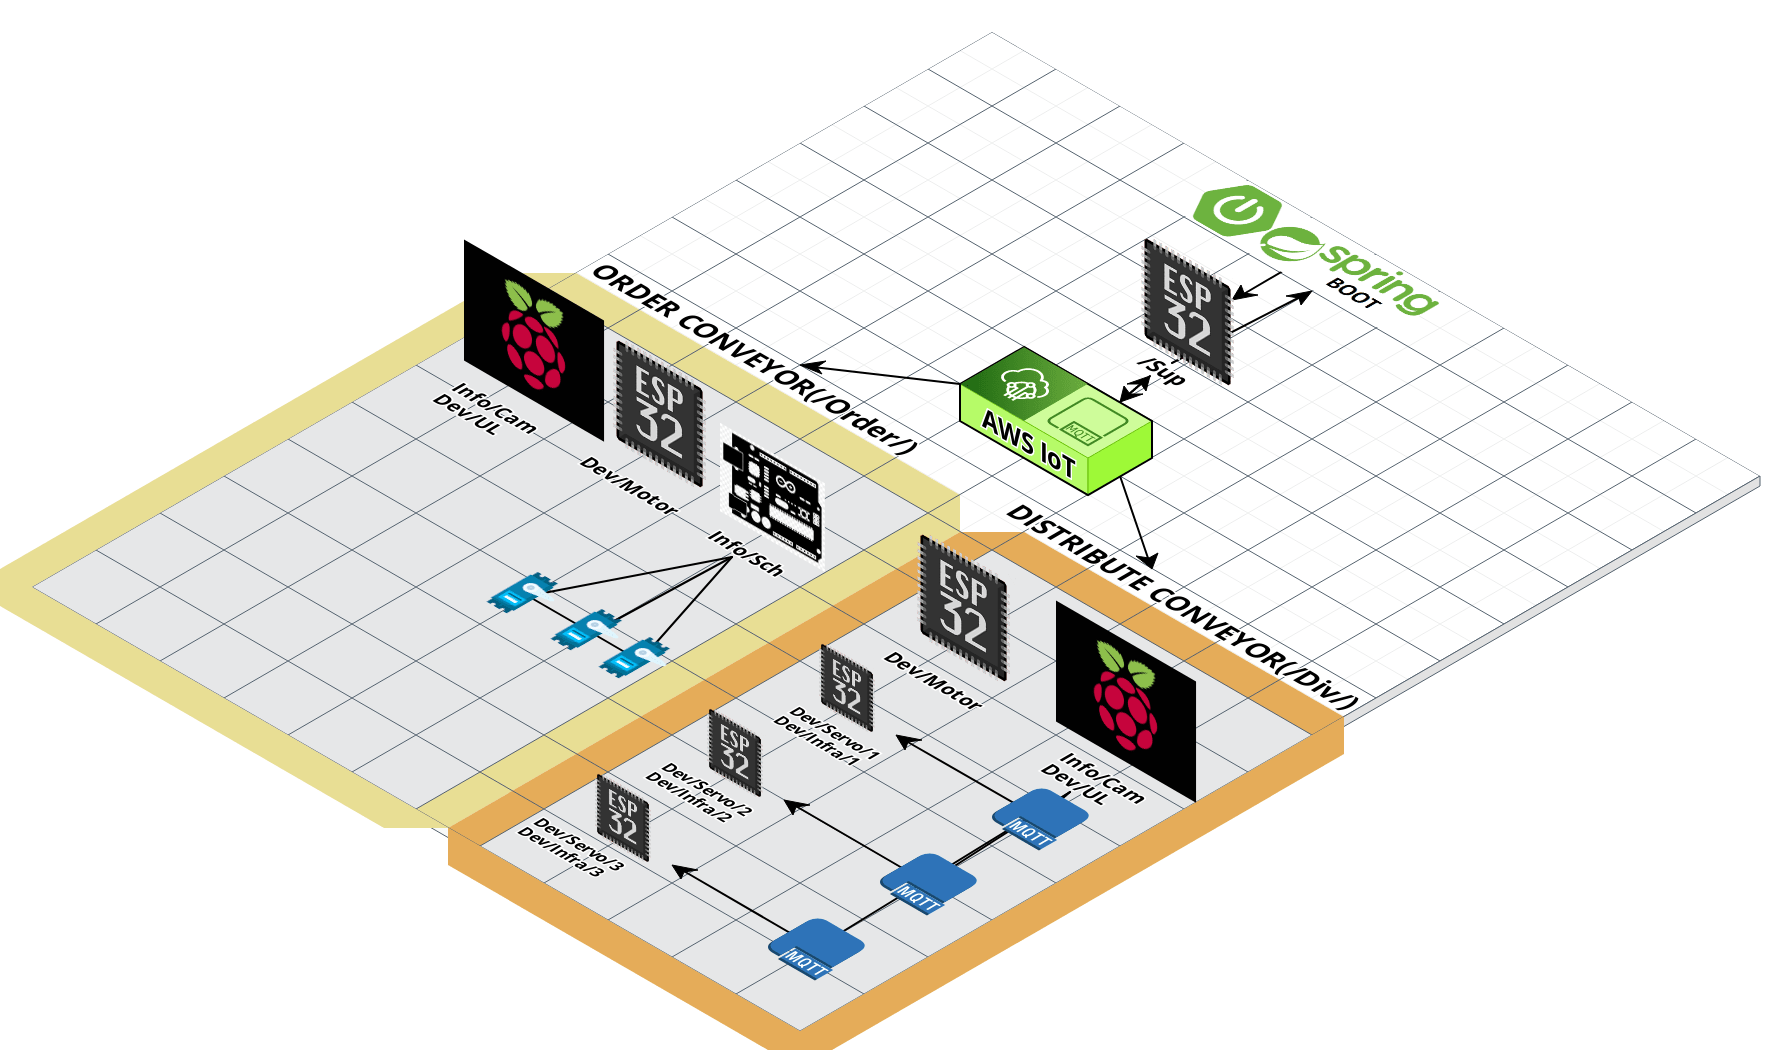 spring
BOOT
ESP
32
/Sup
AWS IoT
MQTT
ORDER CONVEYOR(/Order/)
Info/Cam
Dev/UL
ESP
32
Dev/Motor
Info/Sch
DISTRIBUTE CONVEYOR(/Div/)
ESP
32
Dev/Motor
Info/Cam
Dev/UL
ESP
32
Dev/Servo/1
Dev/Infra/1
ESP
32
Dev/Servo/2
Dev/Infra/2
ESP
32
Dev/Servo/3
Dev/Infra/3
MQTT
MQTT
MQTT